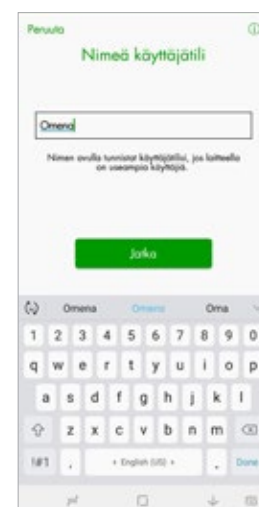 Peruuta
Nimeä käyttäjätili
Omena
Nimen avulla tunnistat käyttäjätilisi, jos laitteella
on useampia käyttäjiä.
Jatka
Omena Omena Oma
1 2 3 4 5 6 7 8 9 0
q w e r t y u i o p
a s d f g h j k l
z x c v b n m
!#1 , English (US) . Done